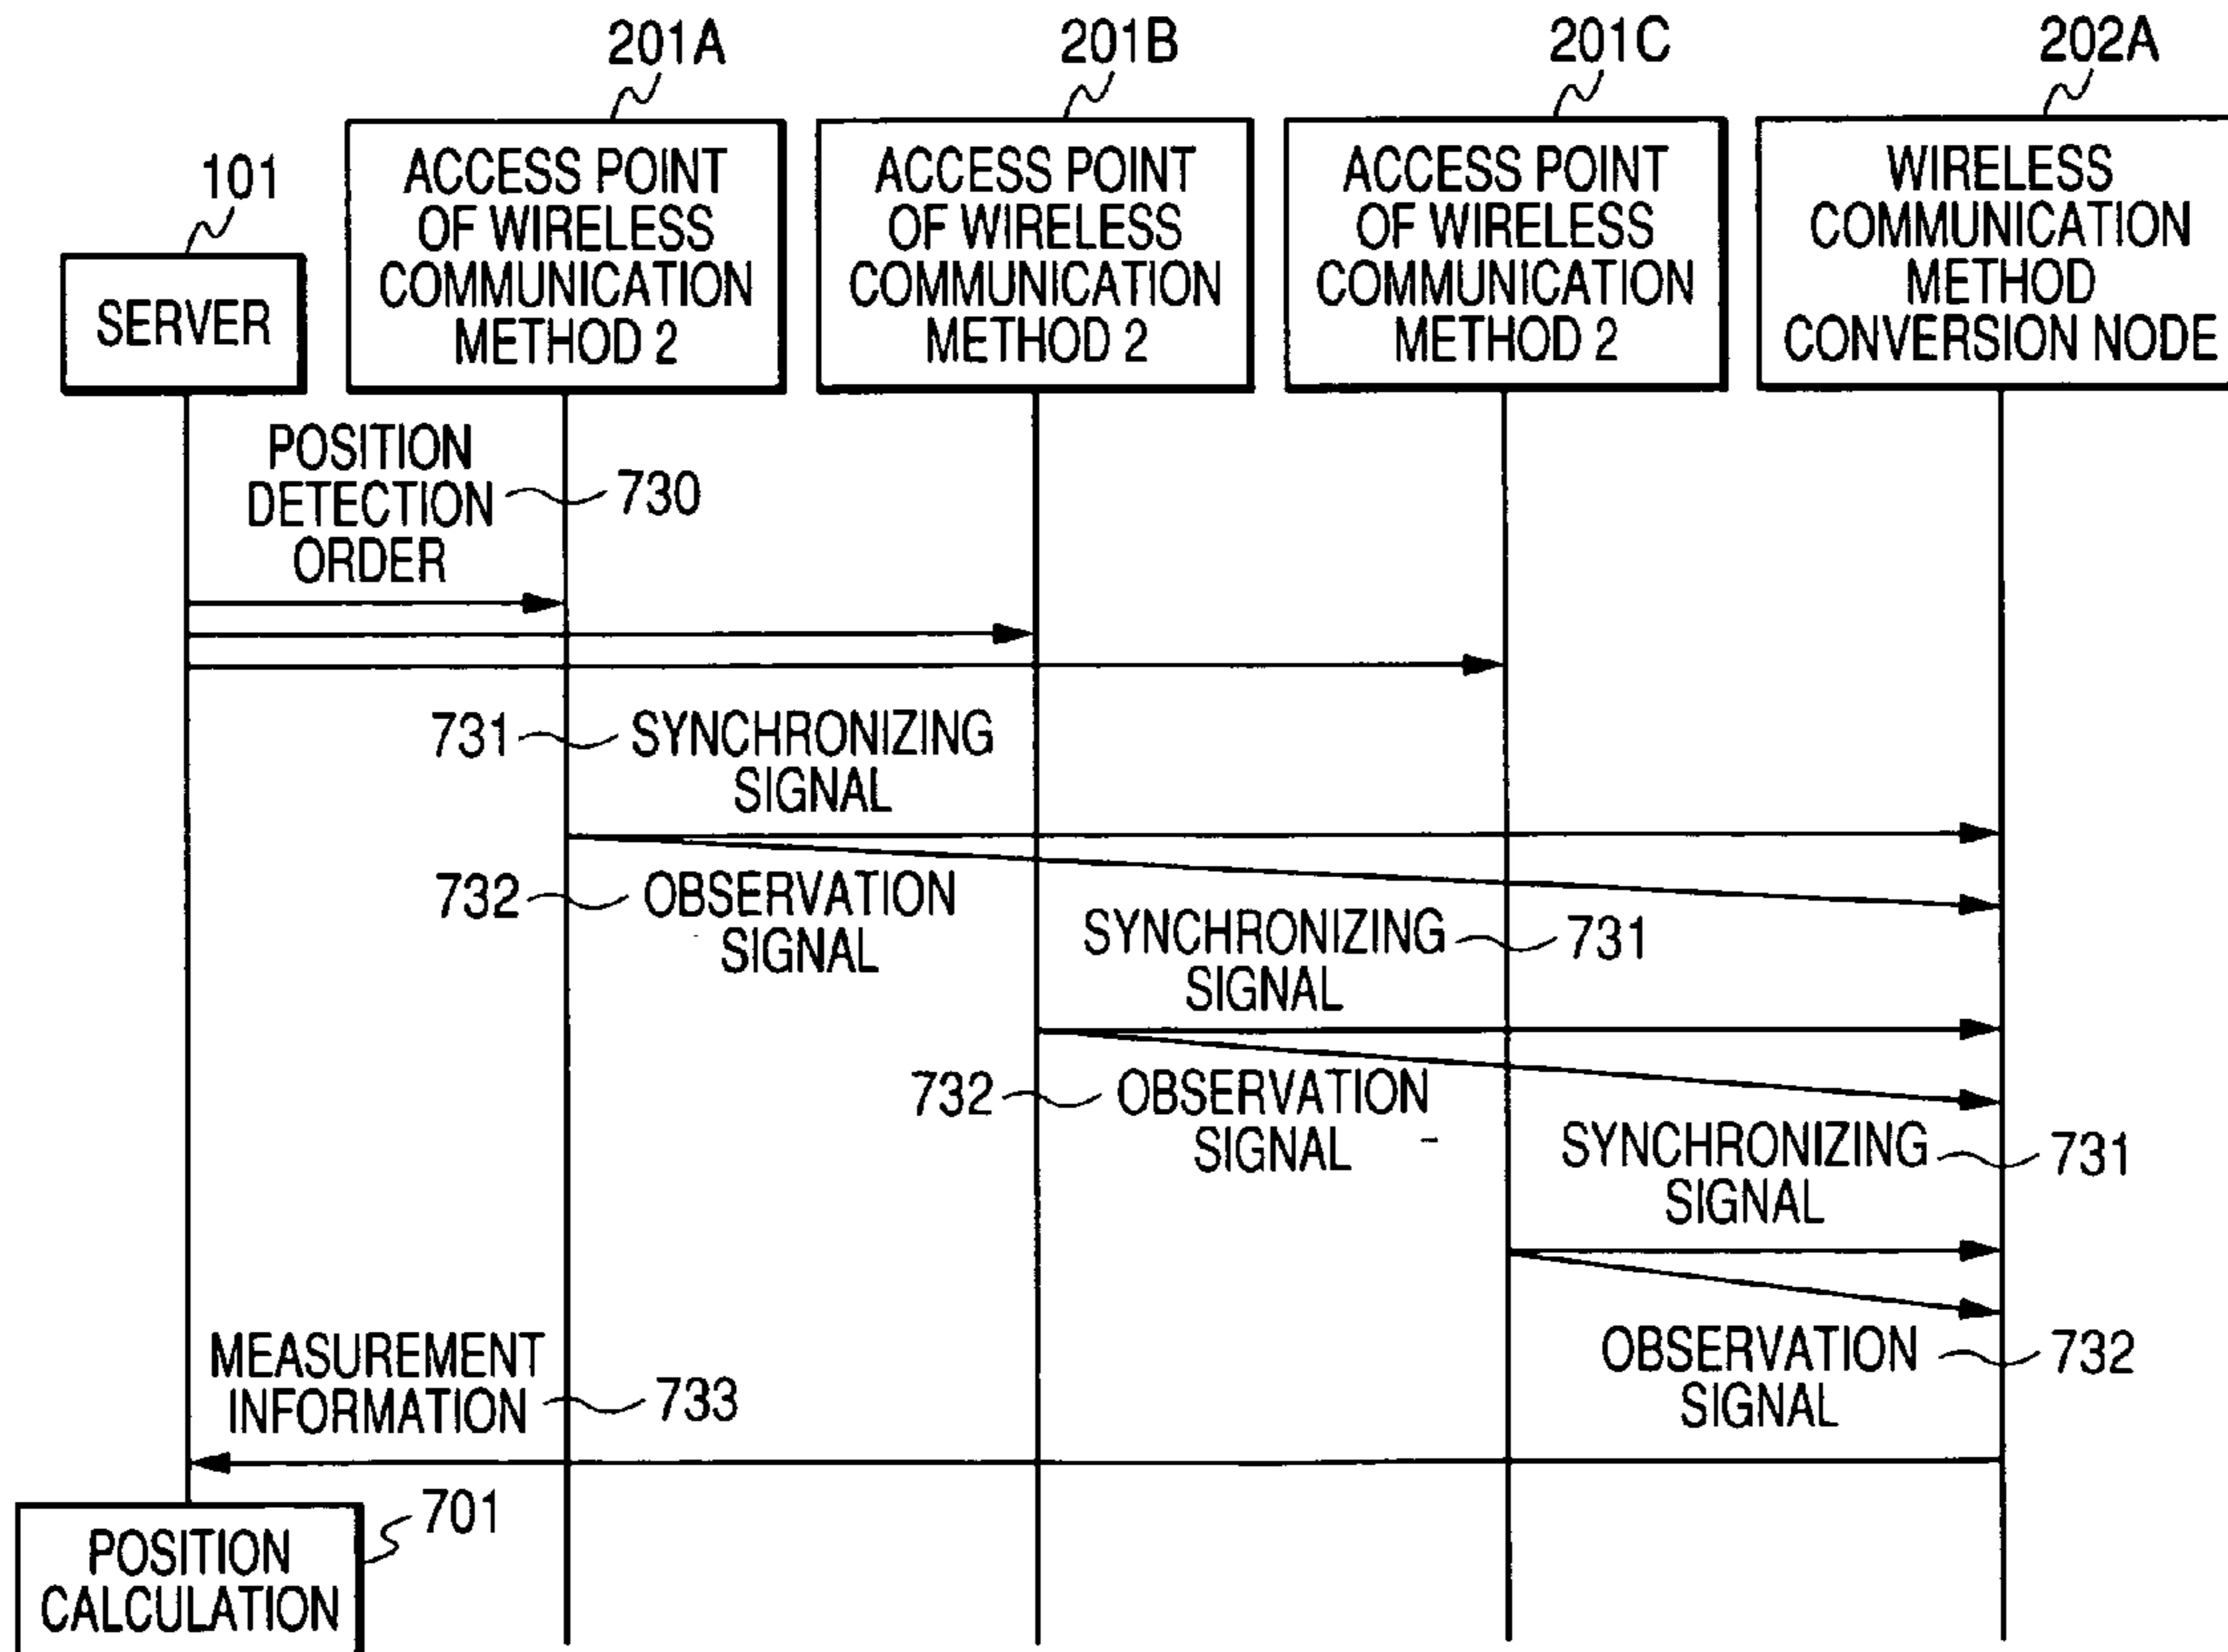 201A
201B
201C
202A
101
SERVER
ACCESS POINT
OF WIRELESS
COMMUNICATION
METHOD 2
ACCESS POINT
OF WIRELESS
COMMUNICATION
METHOD 2
ACCESS POINT
OF WIRELESS
COMMUNICATION
METHOD 2
WIRELESS
COMMUNICATION
METHOD
CONVERSION NODE
POSITION
DETECTION
ORDER
730
731
SYNCHRONIZING
SIGNAL
732
OBSERVATION
SIGNAL
SYNCHRONIZING
SIGNAL
731
732
OBSERVATION
SIGNAL
SYNCHRONIZING
SIGNAL
731
OBSERVATION
SIGNAL
732
MEASUREMENT
INFORMATION
733
701
POSITION
CALCULATION